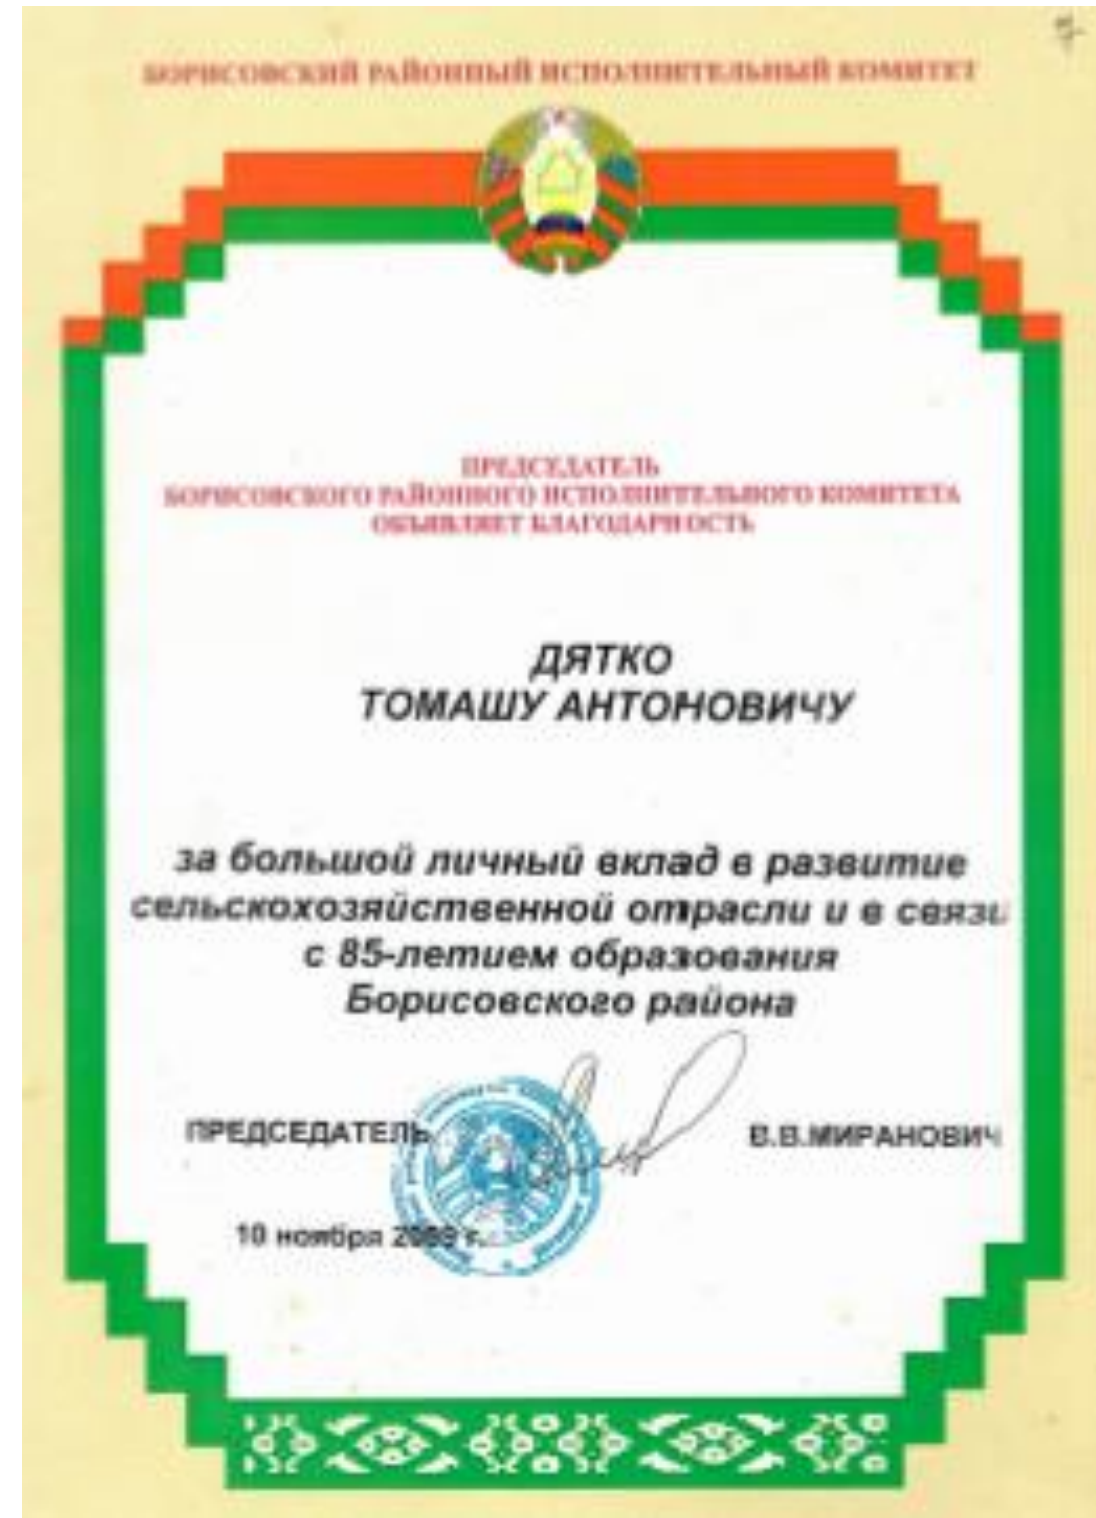 БОРИСОВСКИЙ РАЙОННЫЙ ИСПОЛНИТЕЛЬНЫЙ КОМИТЕТ
ПРЕДСЕДАТЕЛЬ
БОРИСОВСКОГО РАЙОННОГО ИСПОЛНИТЕЛЬНОГО КОМИТЕТА
ОБЪЯВЛЯЕТ БЛАГОДАРНОСТЬ
ДЯТКО
ТОМАШУ АНТОНОВИЧУ
за большой личный вклад в развитие
сельскохозяйственной отрасли и в связи
с 85-летием образования
Борисовского района
ПРЕДСЕДАТЕЛЬ В.В.МИРАНОВИЧ
10 ноября 2009 г.